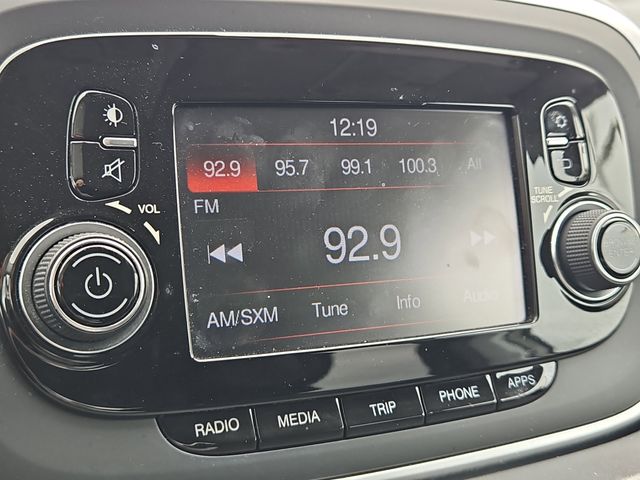 12:19
92.9 95.7 99.1 100.3 All
FM
92.9
AM/SXM Tune Info Audio
VOL
TUNE
SCROLL
RADIO MEDIA TRIP PHONE APPS